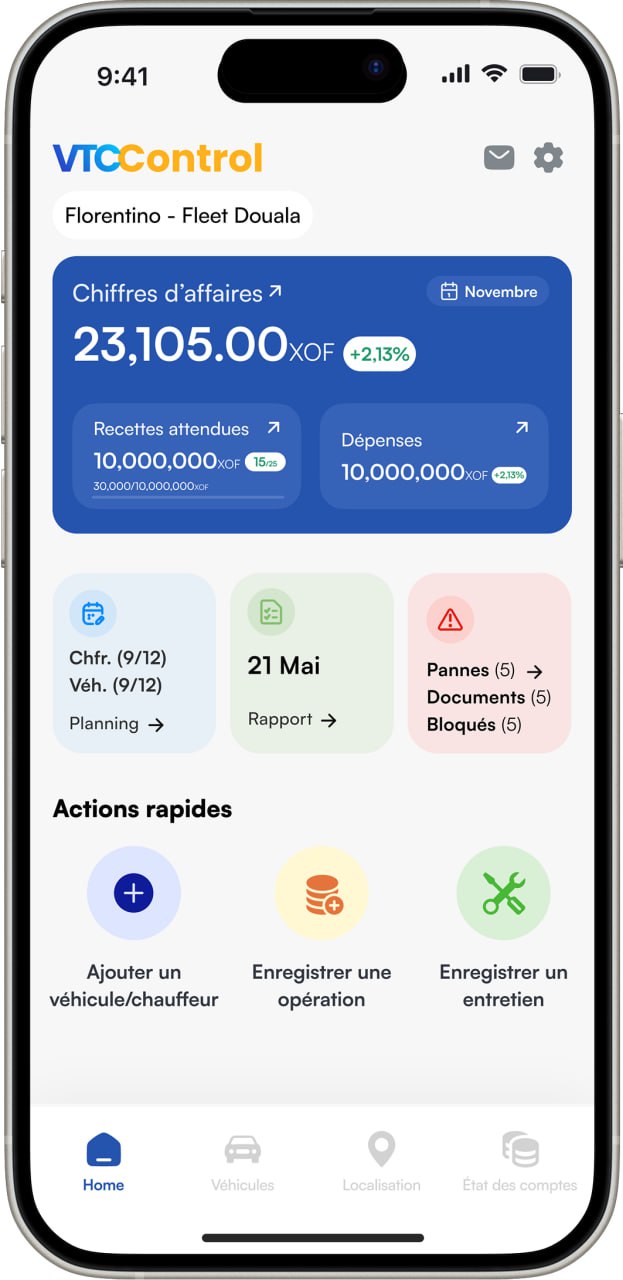 9:41
VTCControl
Florentino - Fleet Douala
Chiffres d’affaires
Novembre
23,105.00XOF +2,13%
Recettes attendues
10,000,000XOF 15/25
30,000/10,000,000XOF
Dépenses
10,000,000XOF +2,13%
Chfr. (9/12)
Véh. (9/12)
Planning
21 Mai
Rapport
Pannes (5)
Documents (5)
Bloqués (5)
Actions rapides
Ajouter un
véhicule/chauffeur
Enregistrer une
opération
Enregistrer un
entretien
Home
Véhicules
Localisation
État des comptes